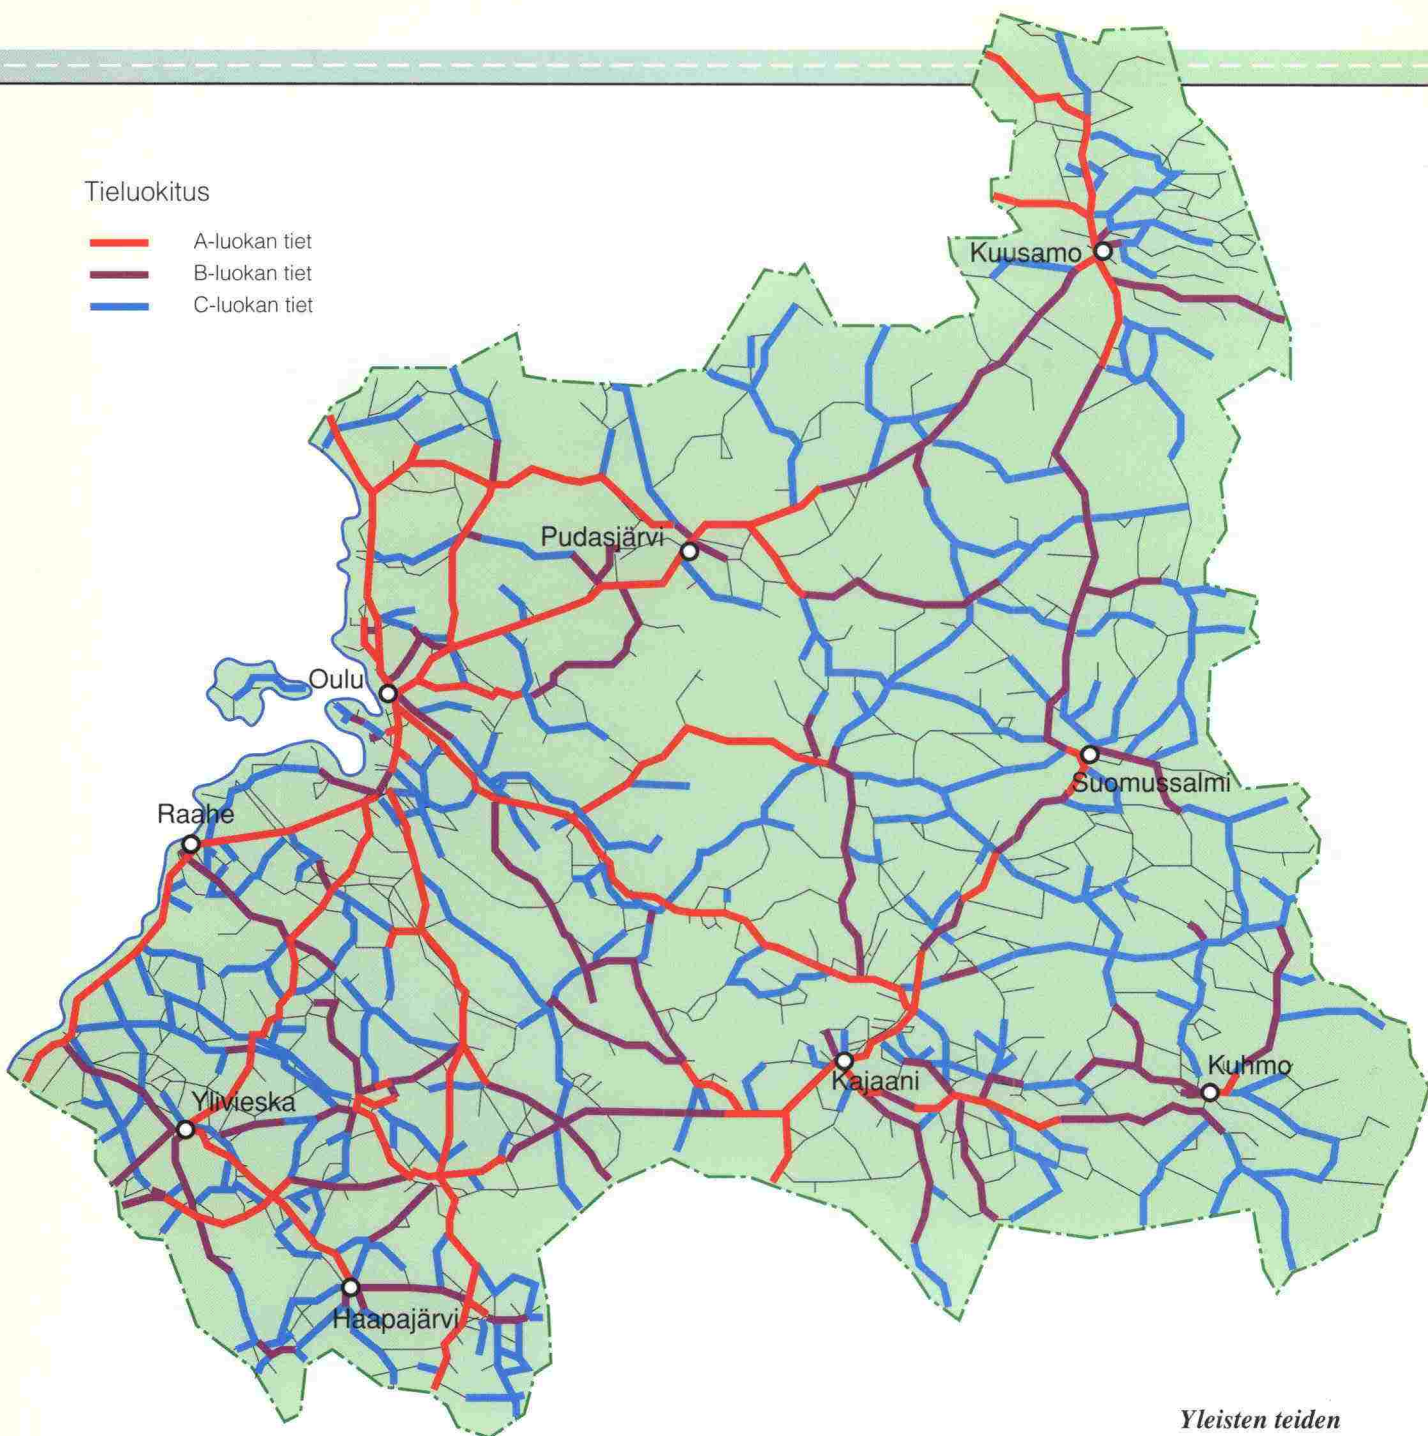 Tieluokitus
A-luokan tiet
B-luokan tiet
C-luokan tiet
Kuusamo
Pudasjärvi
Oulu
Suomussalmi
Raahe
Kuhmo
Kajaani
Ylivieska
Haapajärvi
Yleisten teiden